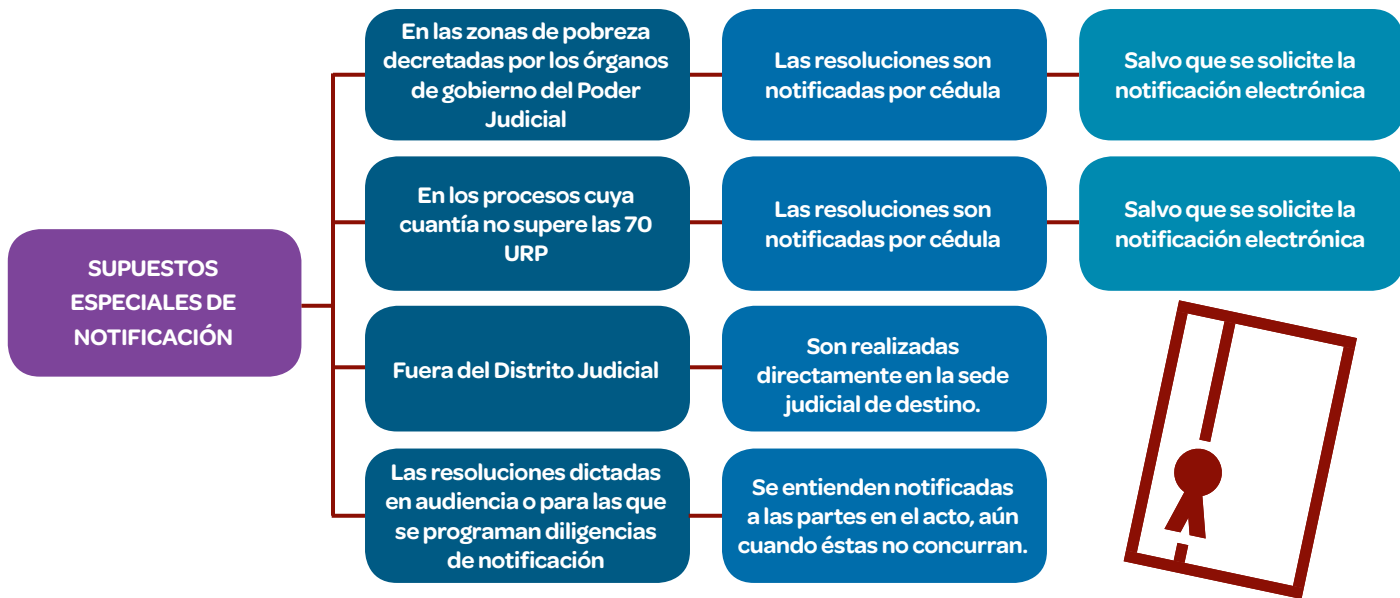 SUPUESTOS
ESPECIALES DE
NOTIFICACIÓN
En las zonas de pobreza
decretadas por los órganos
de gobierno del Poder
Judicial
Las resoluciones son
notificadas por cédula
Salvo que se solicite la
notificación electrónica
En los procesos cuya
cuantía no supere las 70
URP
Las resoluciones son
notificadas por cédula
Salvo que se solicite la
notificación electrónica
Fuera del Distrito Judicial
Son realizadas
directamente en la sede
judicial de destino.
Las resoluciones dictadas
en audiencia o para las que
se programan diligencias
de notificación
Se entienden notificadas
a las partes en el acto, aún
cuando éstas no concurran.